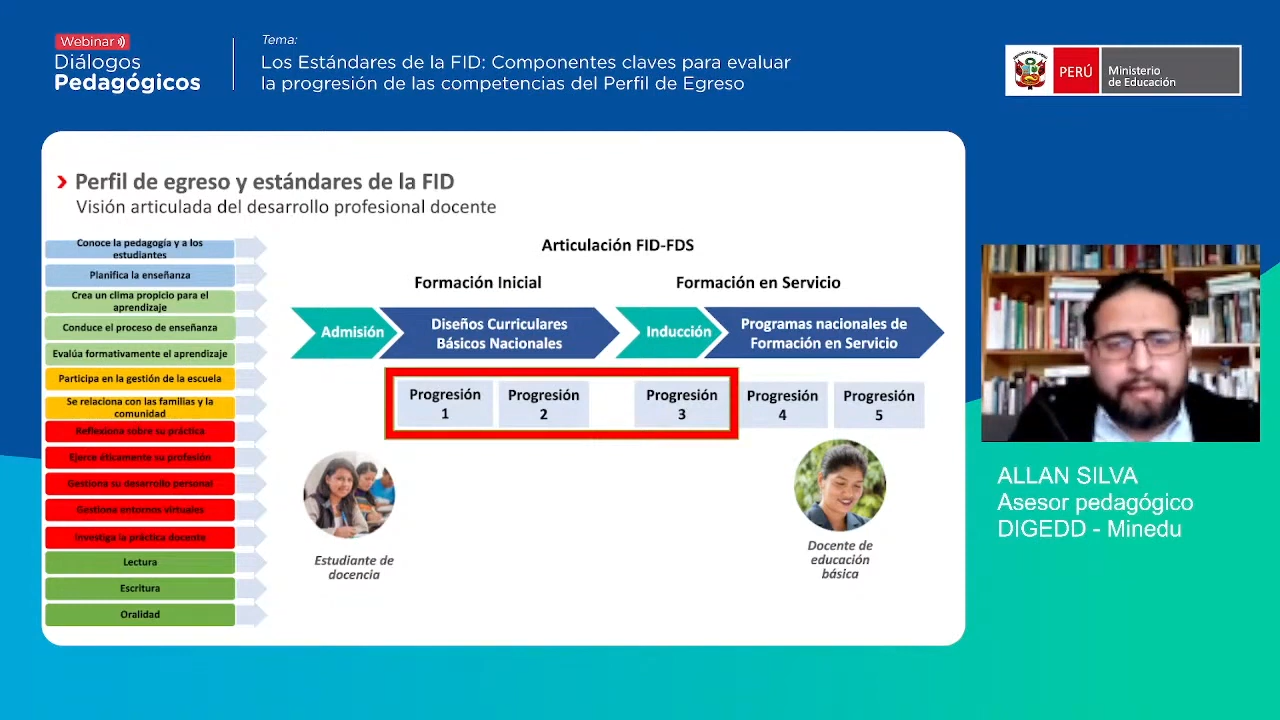 Webinar
Diálogos
Pedagógicos
Tema:
Los Estándares de la FID: Componentes claves para evaluar
la progresión de las competencias del Perfil de Egreso
PERÚ
Ministerio
de Educación
Perfil de egreso y estándares de la FID
Visión articulada del desarrollo profesional docente
Conoce la pedagogía y a los
estudiantes
Planifica la enseñanza
Crea un clima propicio para el
aprendizaje
Conduce el proceso de enseñanza
Evalúa formativamente el aprendizaje
Participa en la gestión de la escuela
Se relaciona con las familias y la
comunidad
Reflexiona sobre su práctica
Ejerce éticamente su profesión
Gestiona su desarrollo personal
Gestiona entornos virtuales
Investiga la práctica docente
Lectura
Escritura
Oralidad
Articulación FID-FDS
Formación Inicial
Formación en Servicio
Admisión
Diseños Curriculares
Básicos Nacionales
Inducción
Programas nacionales de
Formación en Servicio
Progresión
1
Progresión
2
Progresión
3
Progresión
4
Progresión
5
Estudiante de
docencia
Docente de
educación
básica
ALLAN SILVA
Asesor pedagógico
DIGEDD - Minedu